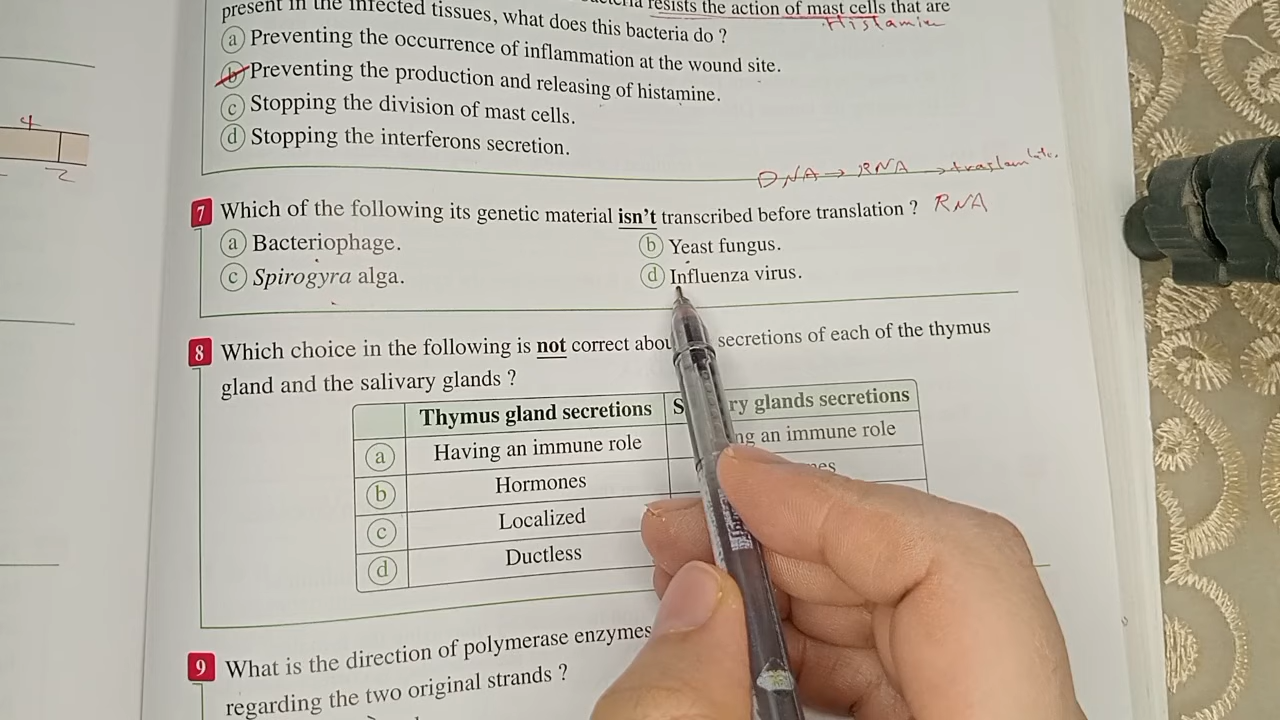 resists the action of mast cells that are
present in the infected tissues, what does this bacteria do ?
Histamin
a Preventing the occurrence of inflammation at the wound site.
b Preventing the production and releasing of histamine.
c Stopping the division of mast cells.
d Stopping the interferons secretion.
4
2
DNA → RNA →
7 Which of the following its genetic material isn't transcribed before translation ? RNA
a Bacteriophage.
b Yeast fungus.
c Spirogyra alga.
d Influenza virus.
8 Which choice in the following is not correct secretions of each of the thymus
gland and the salivary glands ?
Thymus gland secretions glands secretions
a Having an immune role an immune role
b Hormones
c Localized
d Ductless
9 What is the direction of polymerase enzymes
regarding the two original strands ?